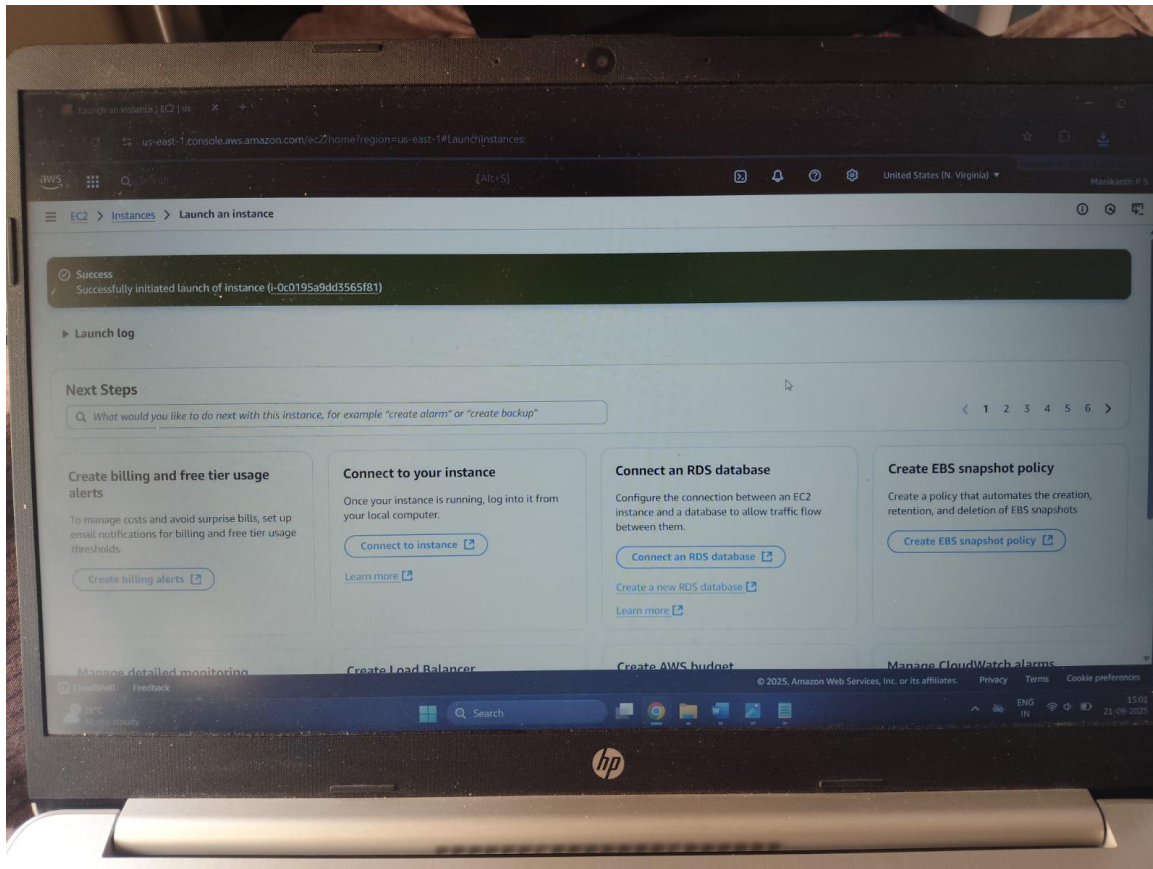 Launch an instance | EC2 | us
us-east-1.console.aws.amazon.com/ec2/home?region=us-east-1#LaunchInstances:
aws
Search
[Alt+S]
United States (N. Virginia)
Manikanth P S
EC2 > Instances > Launch an instance
Success
Successfully initiated launch of instance (i-0c0195a9dd3565f81)
Launch log
Next Steps
What would you like to do next with this instance, for example "create alarm" or "create backup"
1 2 3 4 5 6
Create billing and free tier usage
alerts
To manage costs and avoid surprise bills, set up
email notifications for billing and free tier usage
thresholds.
Create billing alerts
Connect to your instance
Once your instance is running, log into it from
your local computer.
Connect to instance
Learn more
Connect an RDS database
Configure the connection between an EC2
instance and a database to allow traffic flow
between them.
Connect an RDS database
Create a new RDS database
Learn more
Create EBS snapshot policy
Create a policy that automates the creation,
retention, and deletion of EBS snapshots
Create EBS snapshot policy
Manage detailed monitoring
Create Load Balancer
Create AWS budget
Manage CloudWatch alarms
CloudShell Feedback
© 2025, Amazon Web Services, Inc. or its affiliates. Privacy Terms Cookie preferences
Mostly cloudy
Search
ENG
IN
15:01
21-09-2025
hp